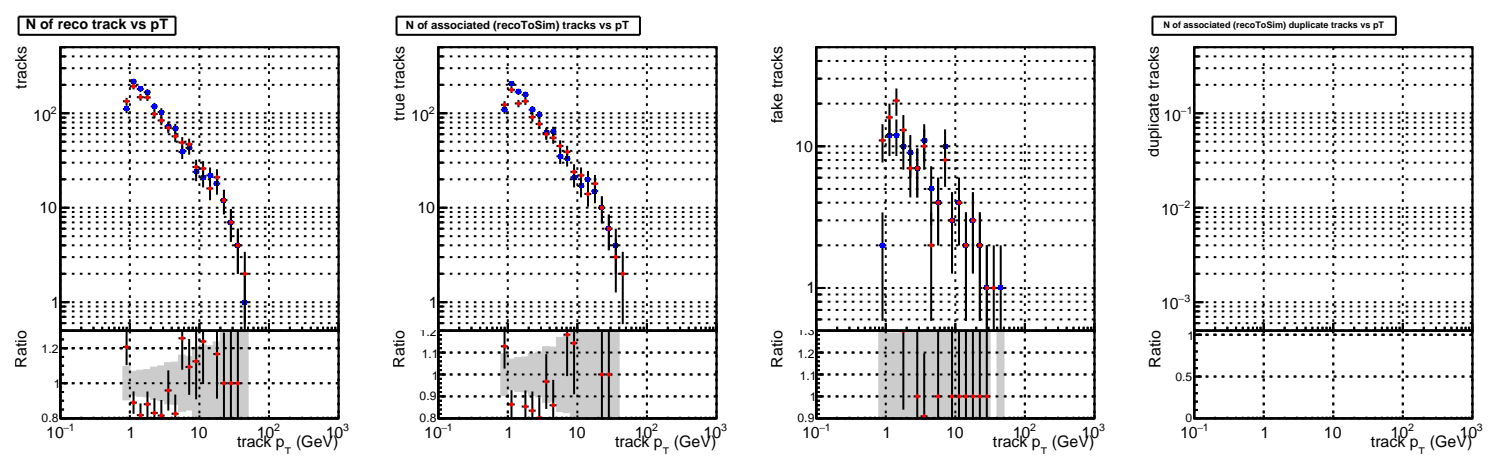 N of reco track vs pT
tracks
10²
10
1
Ratio
1.2
1
0.8
10⁻¹ 1 10 10² 10³
track p_T (GeV)
N of associated (recoToSim) tracks vs pT
true tracks
10²
10
1
Ratio
1.2
1.1
1
0.9
0.8
10⁻¹ 1 10 10² 10³
track p_T (GeV)
fake tracks
10
1
Ratio
1.3
1.2
1.1
1
0.9
10⁻¹ 1 10 10² 10³
track p_T (GeV)
N of associated (recoToSim) duplicate tracks vs pT
duplicate tracks
10⁻¹
10⁻²
10⁻³
Ratio
1
0.5
0
10⁻¹ 1 10 10² 10³
track p_T (GeV)